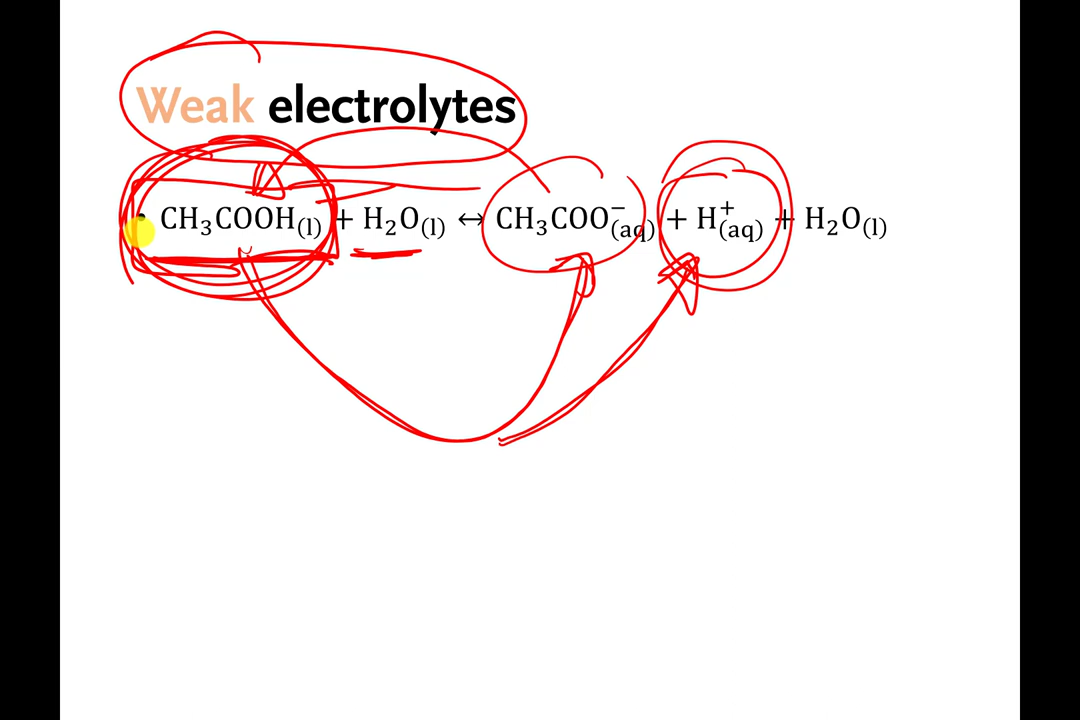 Weak electrolytes
• CH₃COOH₍ₗ₎ + H₂O₍ₗ₎ ↔ CH₃COO⁻(aq) + H⁺(aq) + H₂O₍ₗ₎